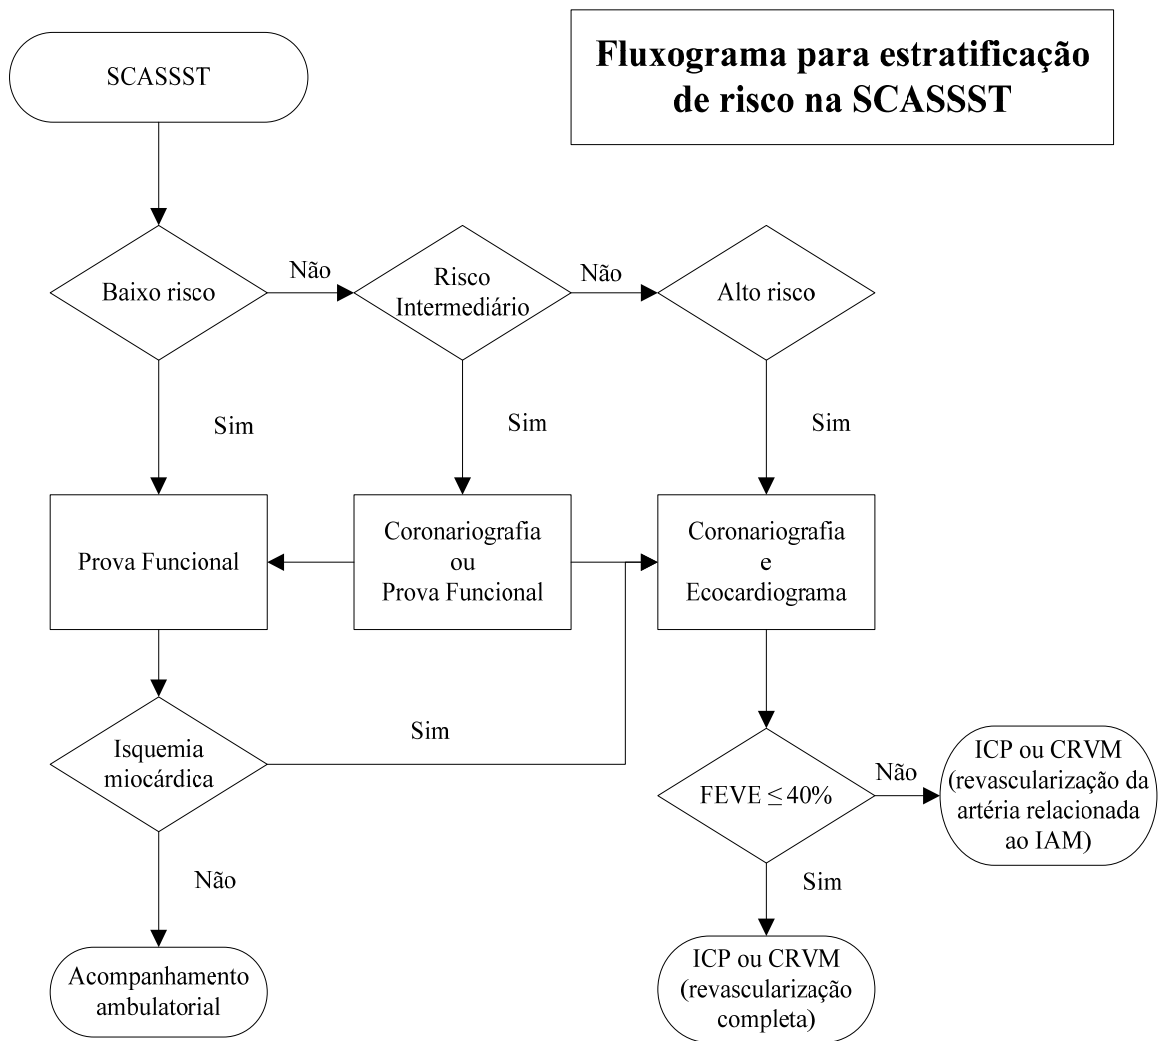 SCASSST
Fluxograma para estratificação
de risco na SCASSST
Baixo risco
Não
Risco
Intermediário
Não
Alto risco
Sim
Sim
Sim
Prova Funcional
Coronariografia
ou
Prova Funcional
Coronariografia
e
Ecocardiograma
Isquemia
miocárdica
Sim
FEVE ≤ 40%
Não
ICP ou CRVM
(revascularização da
artéria relacionada
ao IAM)
Não
Sim
Acompanhamento
ambulatorial
ICP ou CRVM
(revascularização
completa)